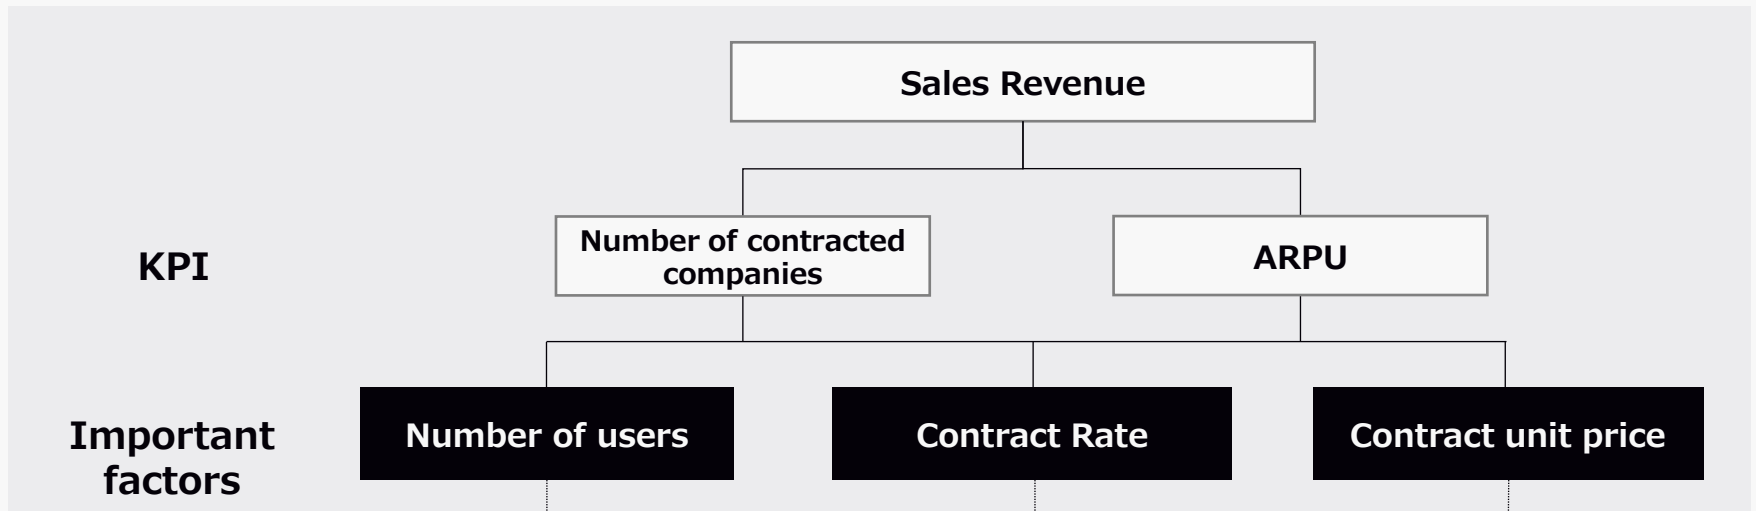 Sales Revenue
KPI
Number of contracted
companies
ARPU
Important
factors
Number of users
Contract Rate
Contract unit price